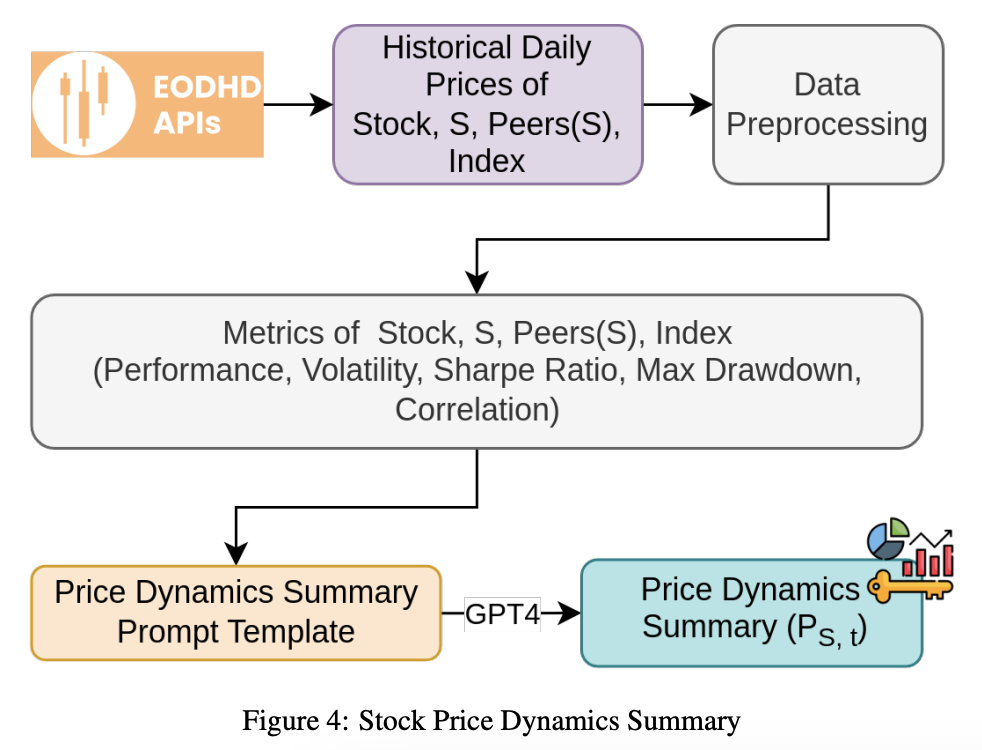 EODHD
APIs
Historical Daily
Prices of
Stock, S, Peers(S),
Index
Data
Preprocessing
Metrics of Stock, S, Peers(S), Index
(Performance, Volatility, Sharpe Ratio, Max Drawdown,
Correlation)
Price Dynamics Summary
Prompt Template
GPT4
Price Dynamics
Summary (P_S, t)
Figure 4: Stock Price Dynamics Summary